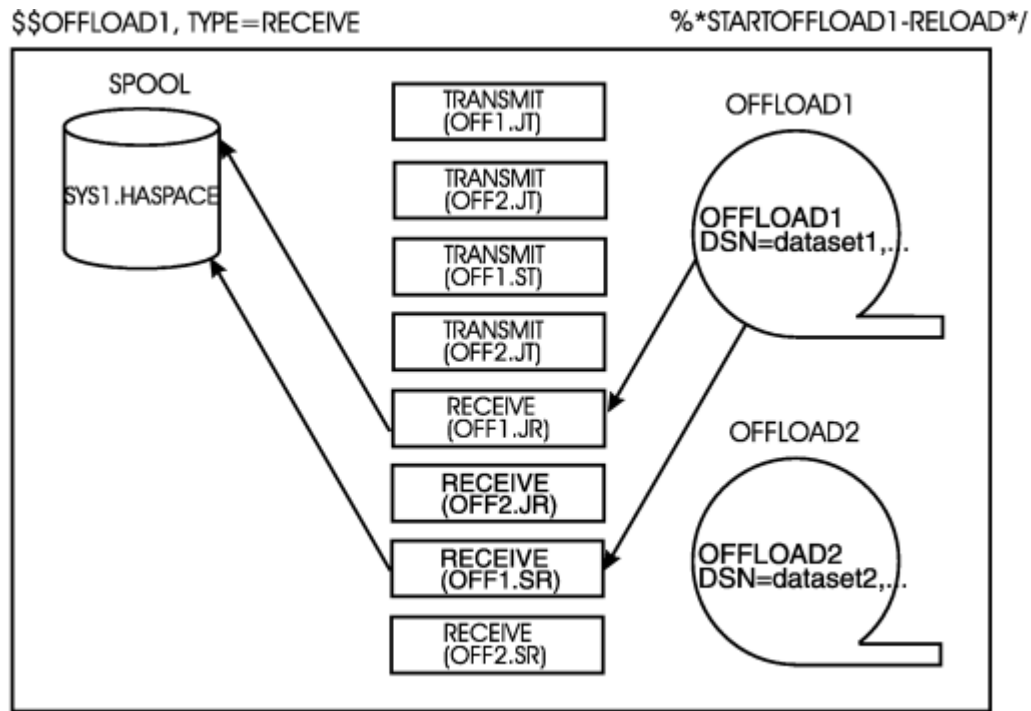 $$OFFLOAD1, TYPE=RECEIVE
%*STARTOFFLOAD1-RELOAD*/
SPOOL
SYS1.HASPACE
TRANSMIT
(OFF1.JT)
TRANSMIT
(OFF2.JT)
TRANSMIT
(OFF1.ST)
TRANSMIT
(OFF2.JT)
RECEIVE
(OFF1.JR)
RECEIVE
(OFF2.JR)
RECEIVE
(OFF1.SR)
RECEIVE
(OFF2.SR)
OFFLOAD1
OFFLOAD1
DSN=dataset1,...
OFFLOAD2
OFFLOAD2
DSN=dataset2,...